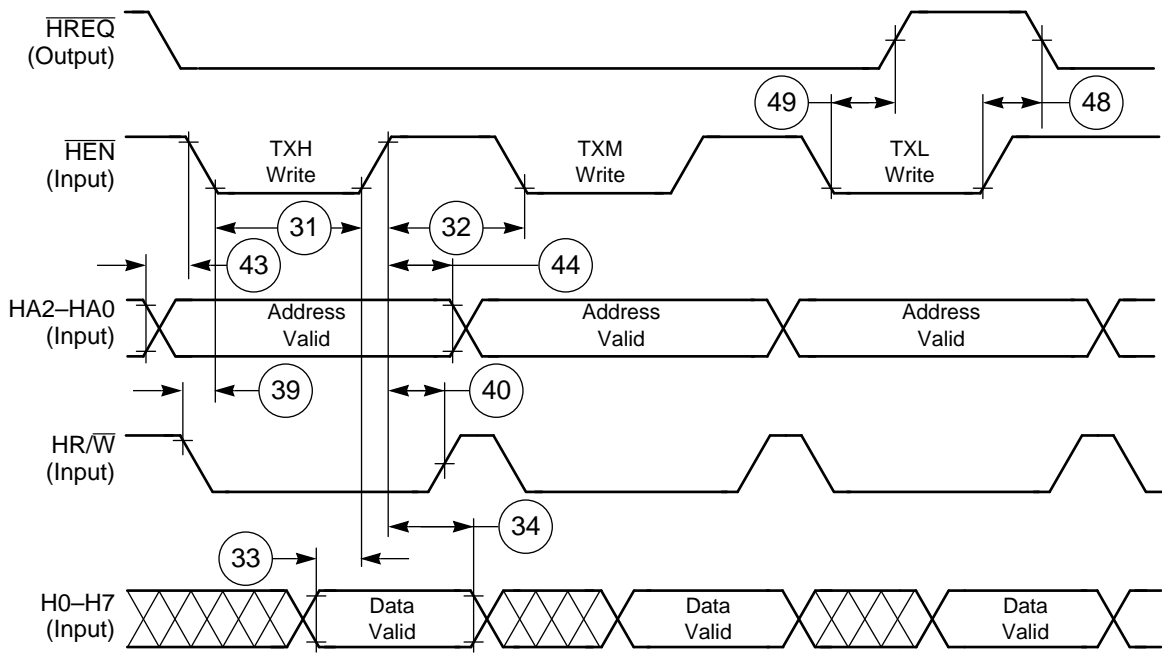 HREQ
(Output)
49
48
HEN
(Input)
TXH
Write
TXM
Write
TXL
Write
31
32
43
44
HA2–HA0
(Input)
Address
Valid
Address
Valid
Address
Valid
39
40
HR/W
(Input)
34
33
H0–H7
(Input)
Data
Valid
Data
Valid
Data
Valid